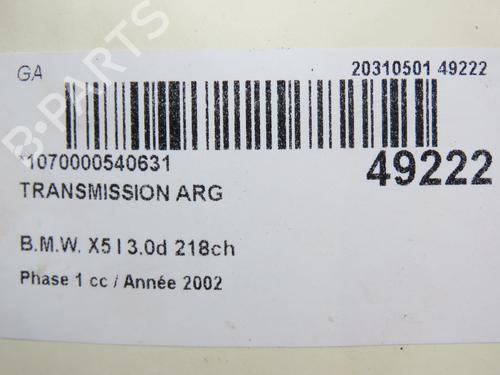 GA
20310501 49222
*1070000540631
49222
TRANSMISSION ARG
B.M.W. X5 I 3.0d 218ch
Phase 1 cc / Année 2002
B-PARTS